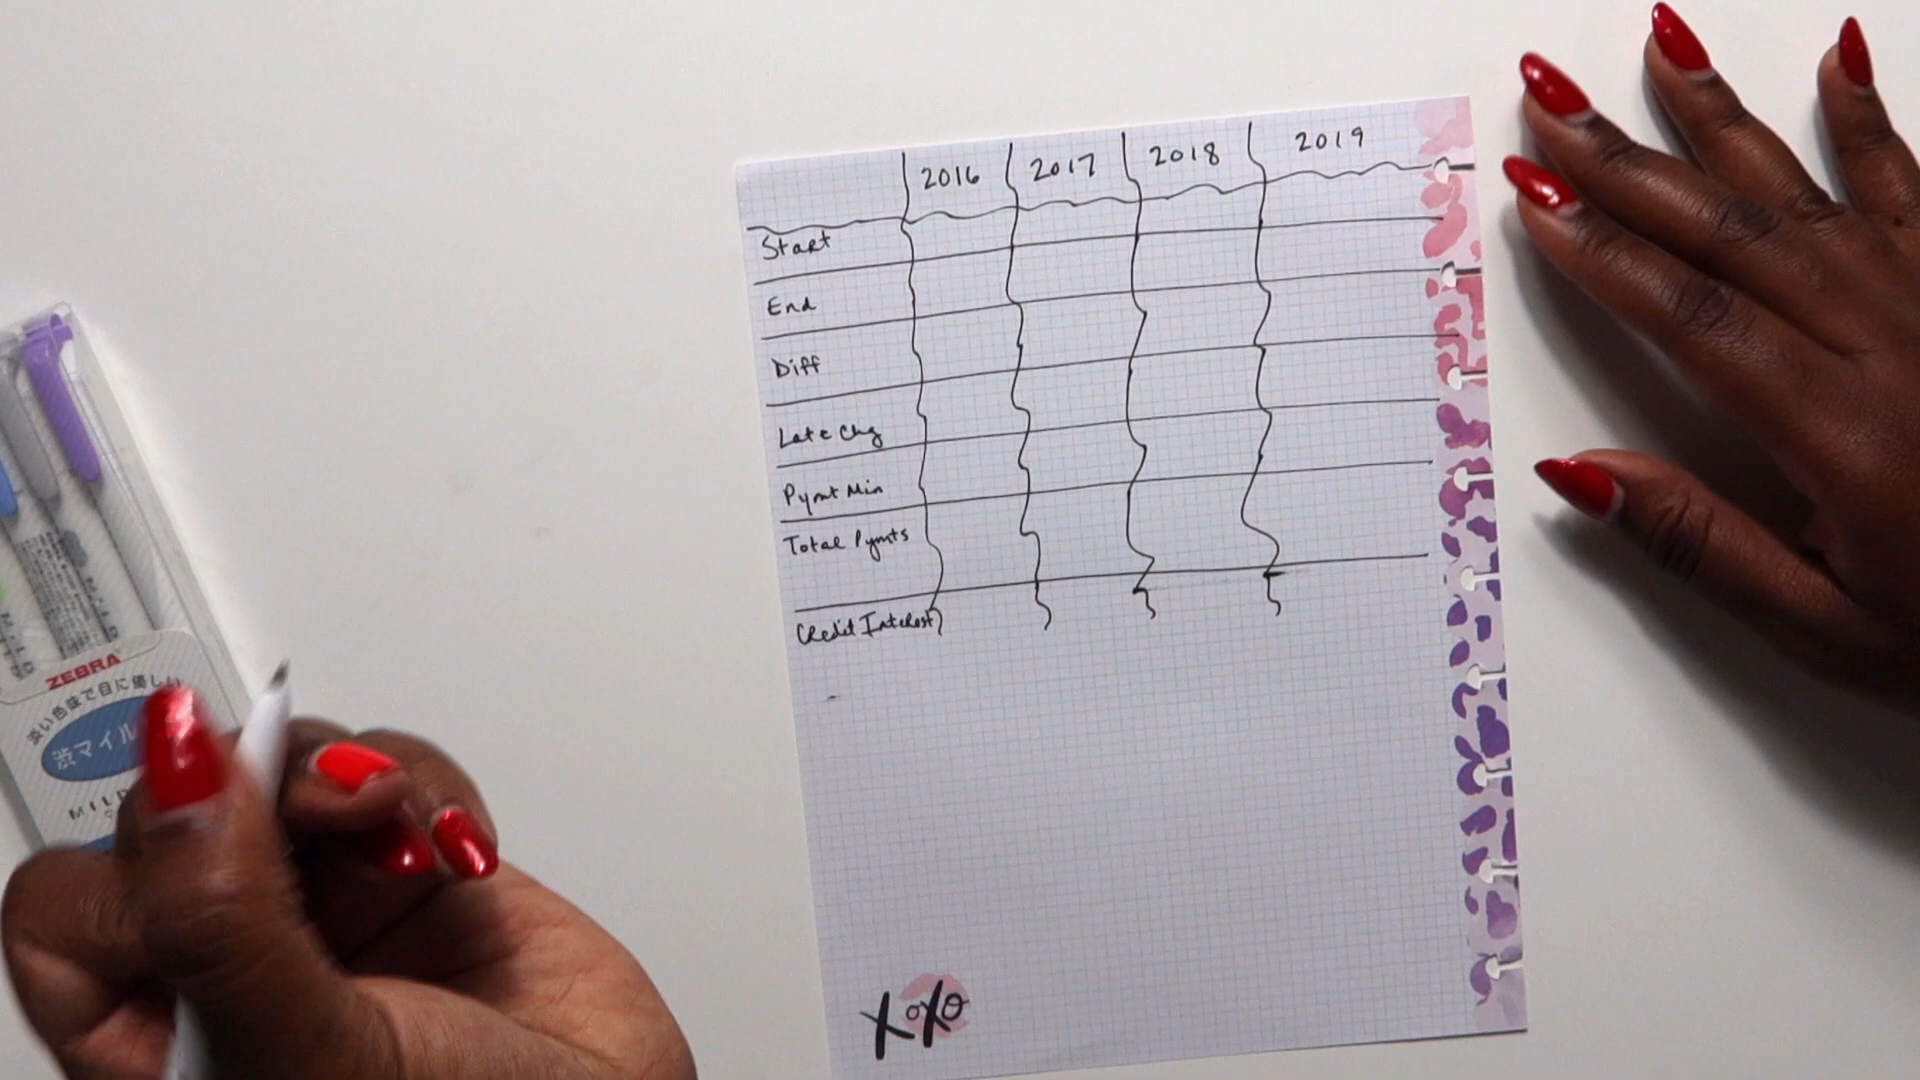 2016 2017 2018 2019
Start
End
Diff
Late Chg
Pymt Min
Total Pymts
Credit Interest
XoXo
ZEBRA
淡い色味で目に優しい
渋マイル
MILD